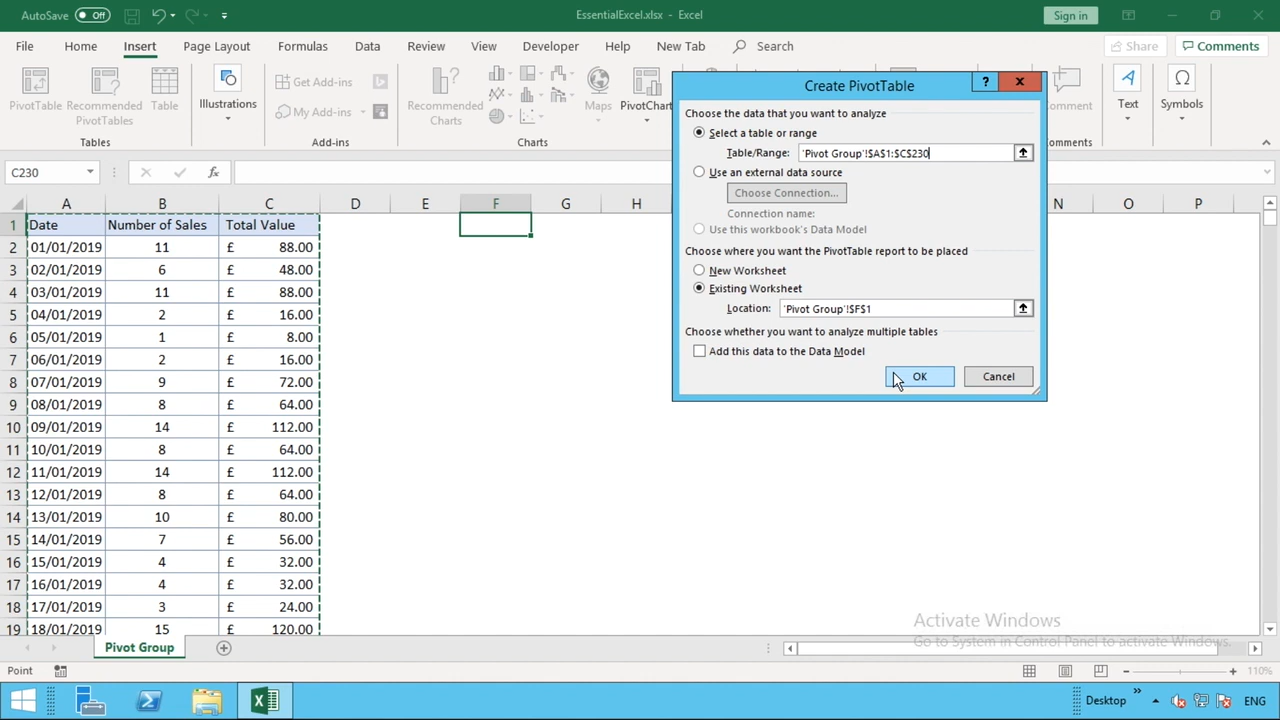 AutoSave Off EssentialExcel.xlsx - Excel Sign in
File Home Insert Page Layout Formulas Data Review View Developer Help New Tab Search Share Comments
PivotTable Recommended PivotTables Table Illustrations Get Add-ins My Add-ins Recommended Charts Maps PivotChart Comment Text Symbols
Tables Add-ins
C230
Create PivotTable ?
Choose the data that you want to analyze
Select a table or range
Table/Range: 'Pivot Group'!$A$1:$C$230
Use an external data source
Choose Connection...
Connection name:
Use this workbook's Data Model
Choose where you want the PivotTable report to be placed
New Worksheet
Existing Worksheet
Location: 'Pivot Group'!$F$1
Choose whether you want to analyze multiple tables
Add this data to the Data Model
OK Cancel
A B C D E F G H N O P
1 Date Number of Sales Total Value
2 01/01/2019 11 £ 88.00
3 02/01/2019 6 £ 48.00
4 03/01/2019 11 £ 88.00
5 04/01/2019 2 £ 16.00
6 05/01/2019 1 £ 8.00
7 06/01/2019 2 £ 16.00
8 07/01/2019 9 £ 72.00
9 08/01/2019 8 £ 64.00
10 09/01/2019 14 £ 112.00
11 10/01/2019 8 £ 64.00
12 11/01/2019 14 £ 112.00
13 12/01/2019 8 £ 64.00
14 13/01/2019 10 £ 80.00
15 14/01/2019 7 £ 56.00
16 15/01/2019 4 £ 32.00
17 16/01/2019 4 £ 32.00
18 17/01/2019 3 £ 24.00
19 18/01/2019 15 £ 120.00
Activate Windows
Go to System in Control Panel to activate Windows.
Pivot Group
Point 110%
Desktop ENG